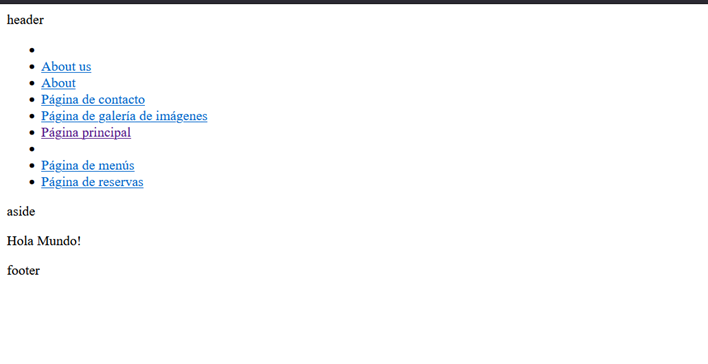 header
About us
About
Página de contacto
Página de galería de imágenes
Página principal
Página de menús
Página de reservas
aside
Hola Mundo!
footer